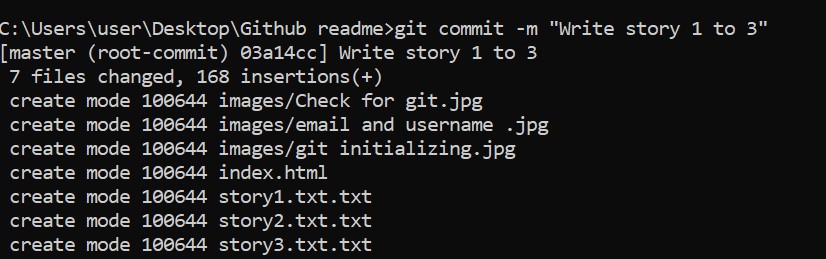 C:\Users\user\Desktop\Github readme>git commit -m "Write story 1 to 3"
[master (root-commit) 03a14cc] Write story 1 to 3
 7 files changed, 168 insertions(+)
 create mode 100644 images/Check for git.jpg
 create mode 100644 images/email and username .jpg
 create mode 100644 images/git initializing.jpg
 create mode 100644 index.html
 create mode 100644 story1.txt.txt
 create mode 100644 story2.txt.txt
 create mode 100644 story3.txt.txt